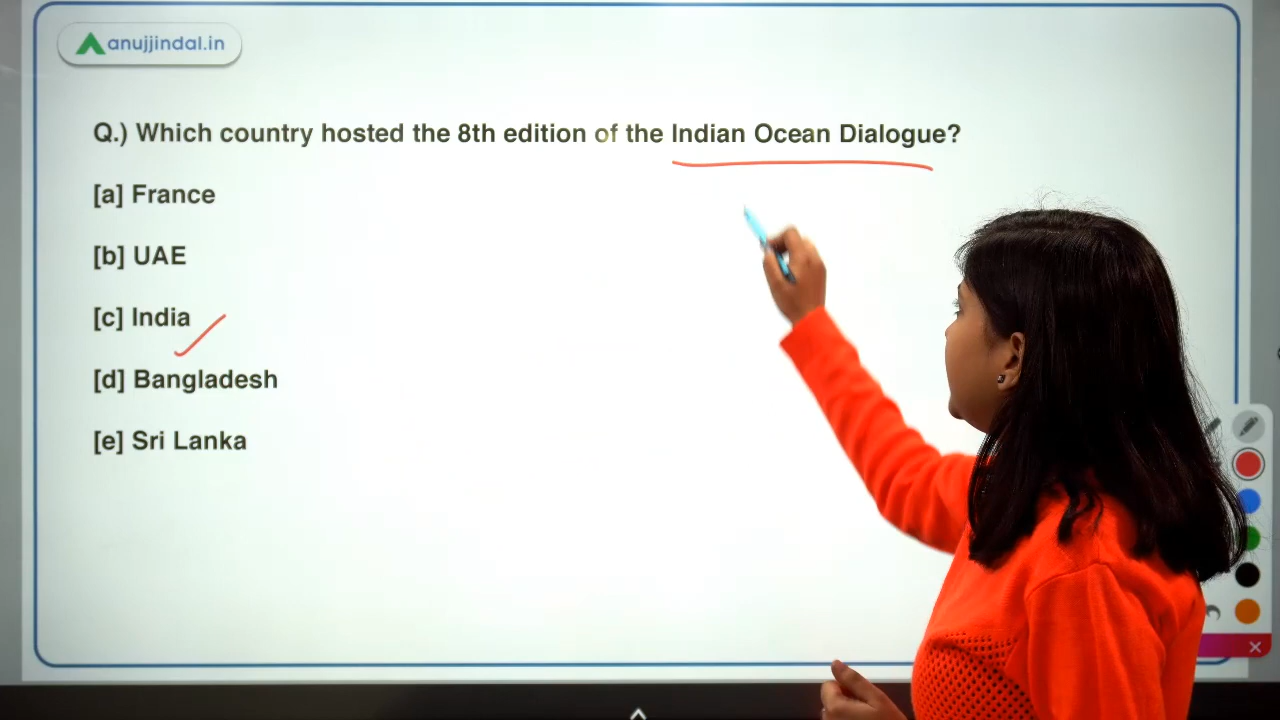 anujjindal.in
Q.) Which country hosted the 8th edition of the Indian Ocean Dialogue?
[a] France
[b] UAE
[c] India
[d] Bangladesh
[e] Sri Lanka